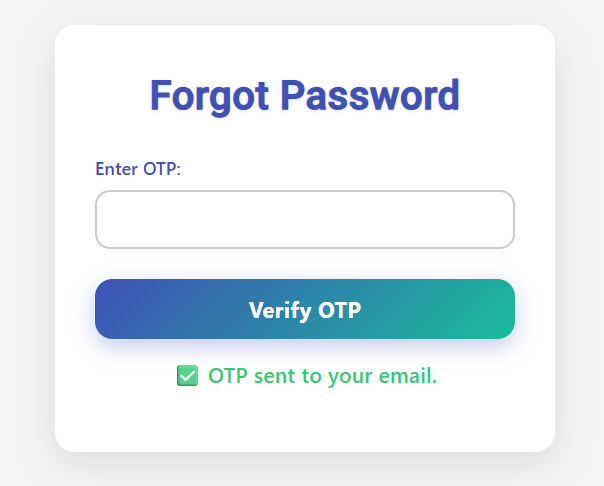 Forgot Password
Enter OTP:
Verify OTP
✅ OTP sent to your email.